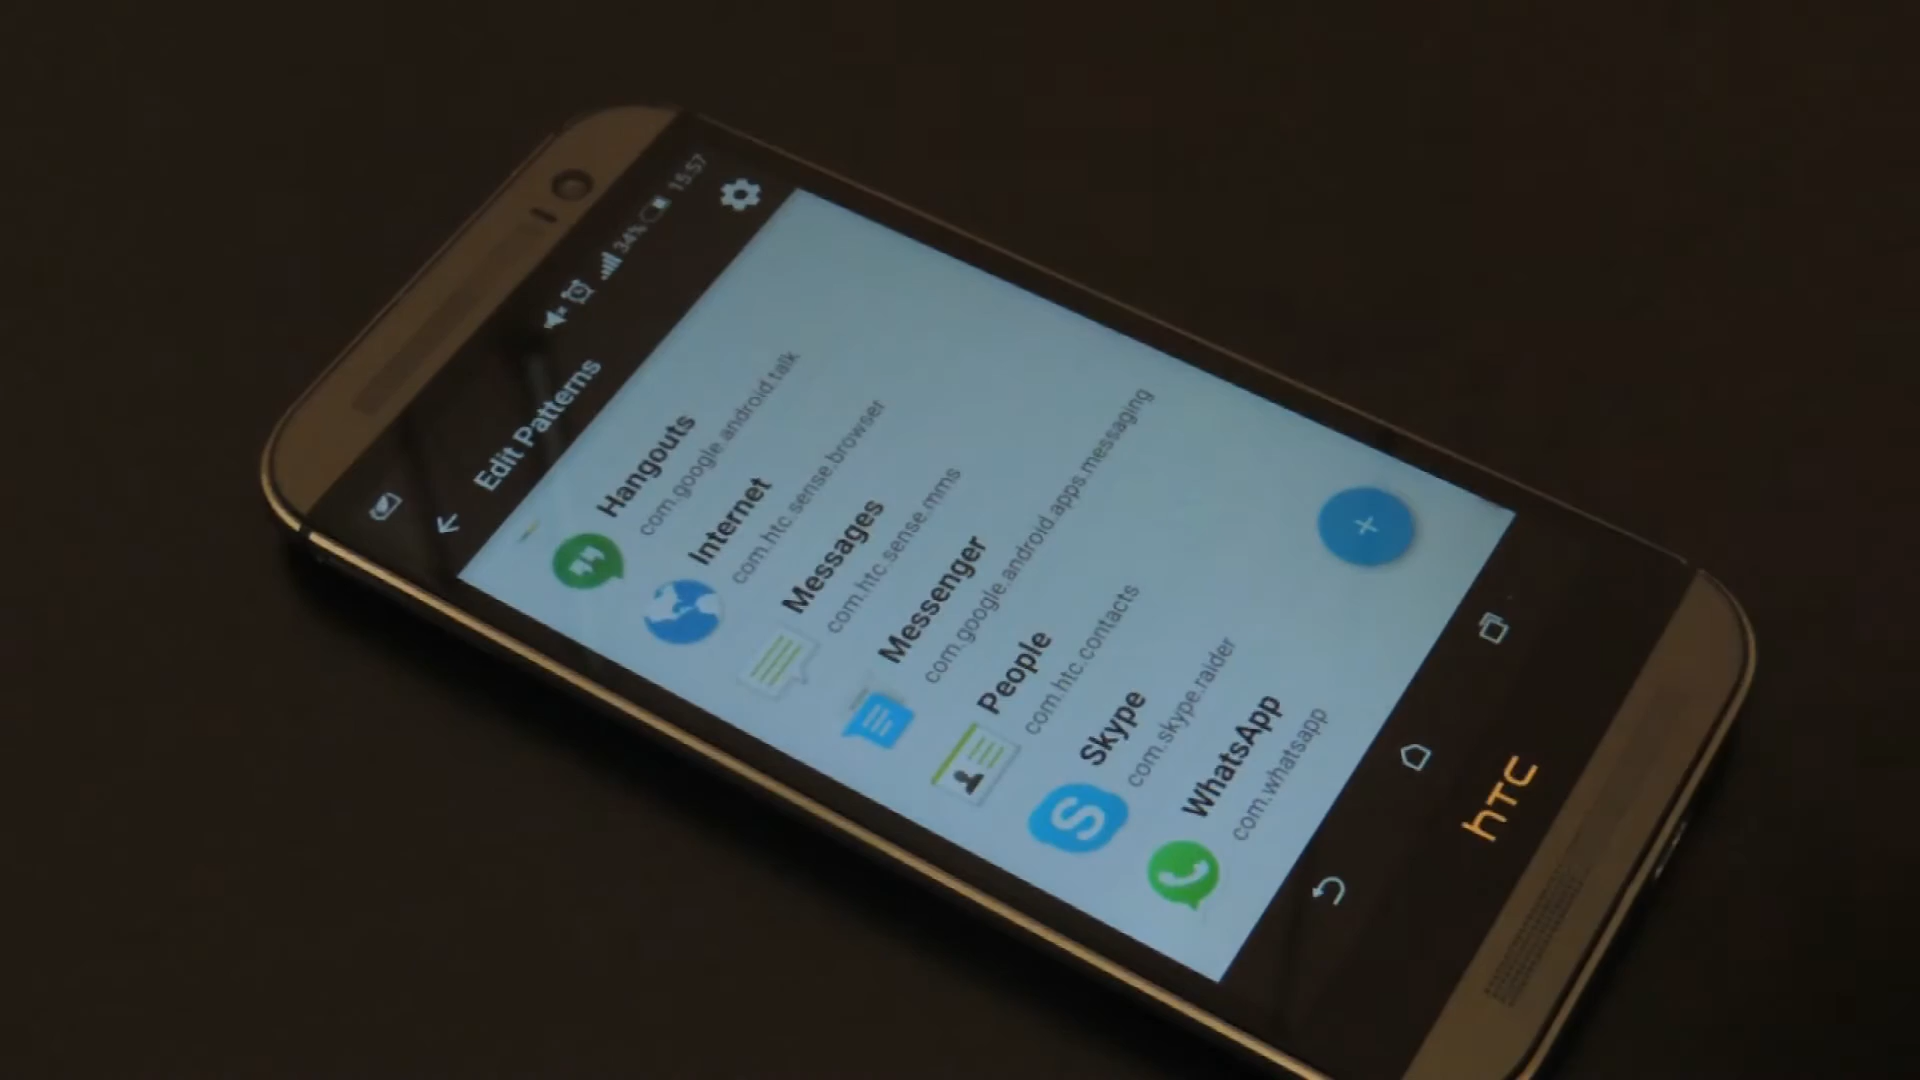 34% 15:57
Edit Patterns
Hangouts
com.google.android.talk
Internet
com.htc.sense.browser
Messages
com.htc.sense.mms
Messenger
com.google.android.apps.messaging
People
com.htc.contacts
Skype
com.skype.raider
WhatsApp
com.whatsapp
hTC